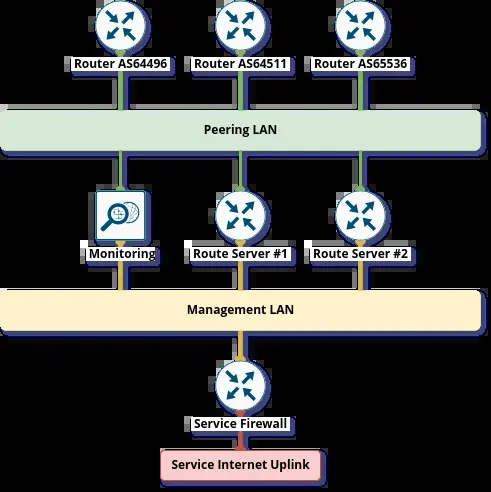 Router AS64496
Router AS64511
Router AS65536
Peering LAN
Monitoring
Route Server #1
Route Server #2
Management LAN
Service Firewall
Service Internet Uplink